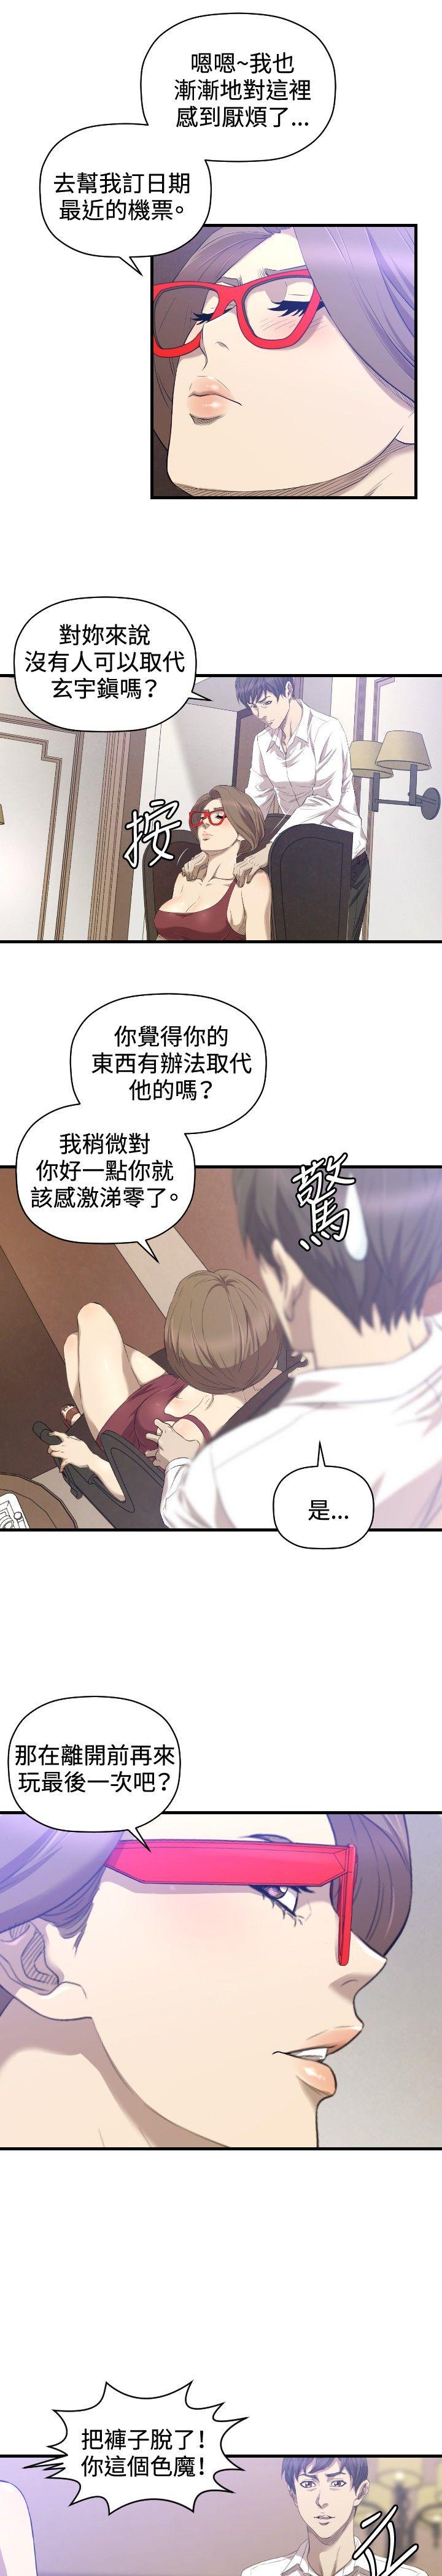 嗯嗯~我也
漸漸地對這裡
感到厭煩了...
去幫我訂日期
最近的機票。
對妳來說
沒有人可以取代
玄宇鎭嗎？
按
你覺得你的
東西有辦法取代
他的嗎？
我稍微對
你好一點你就
該感激涕零了。
驚
是...
那在離開前再來
玩最後一次吧？
把褲子脫了！
你這個色魔！